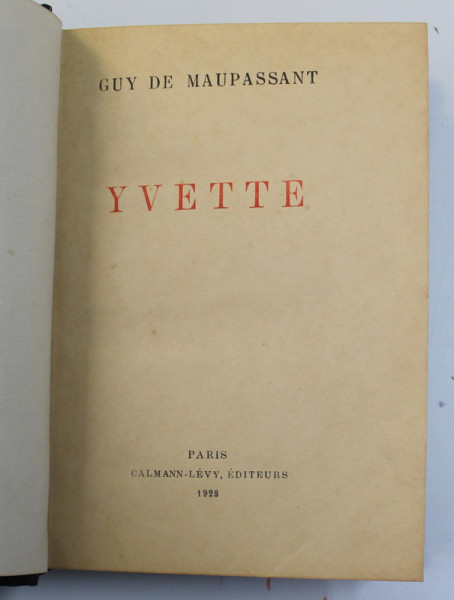 GUY DE MAUPASSANT
YVETTE
PARIS
CALMANN-LÉVY, ÉDITEURS
1928